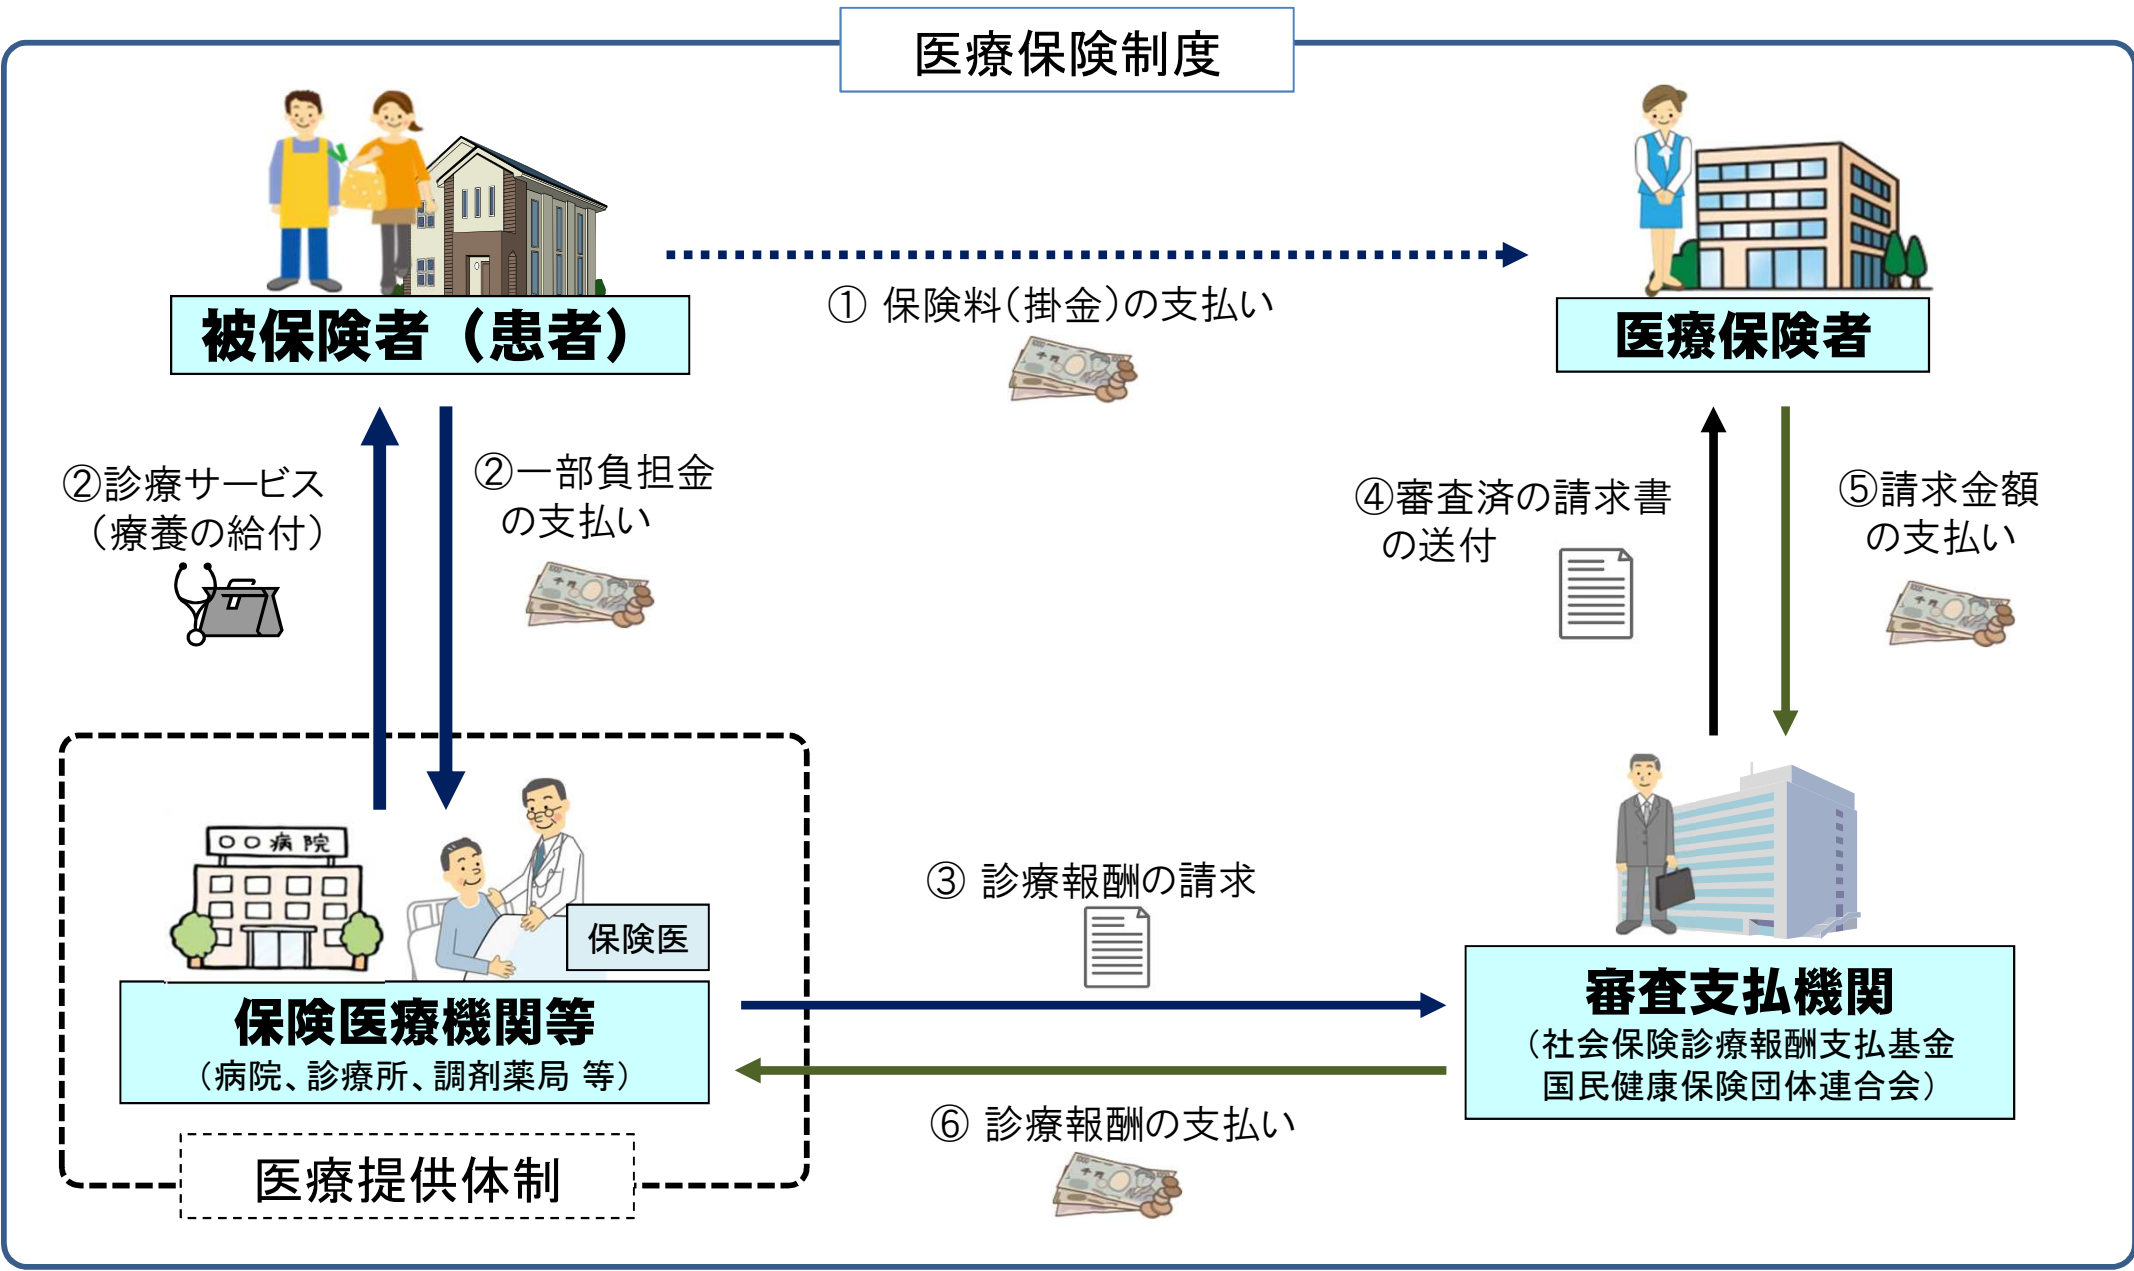 医療保険制度
被保険者（患者）
① 保険料（掛金）の支払い
医療保険者
②診療サービス
（療養の給付）
②一部負担金
の支払い
④審査済の請求書
の送付
⑤請求金額
の支払い
〇〇病院
保険医
保険医療機関等
（病院、診療所、調剤薬局 等）
医療提供体制
③ 診療報酬の請求
⑥ 診療報酬の支払い
審査支払機関
（社会保険診療報酬支払基金
国民健康保険団体連合会）